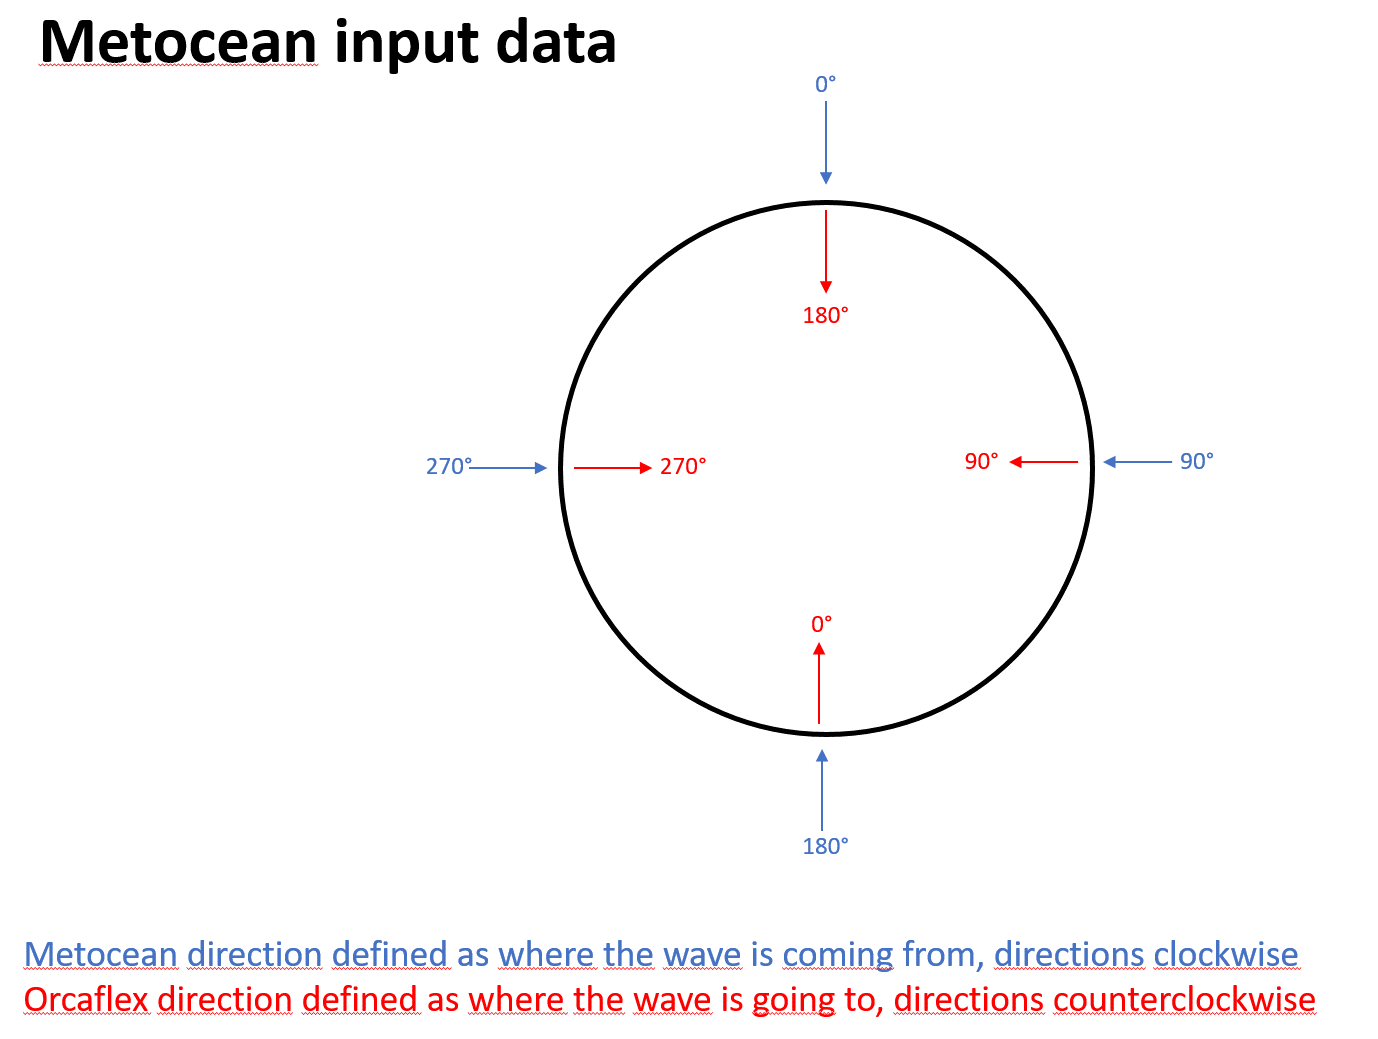 Metocean input data
0°
180°
270°
270°
90°
90°
0°
180°
Metocean direction defined as where the wave is coming from, directions clockwise
Orcaflex direction defined as where the wave is going to, directions counterclockwise